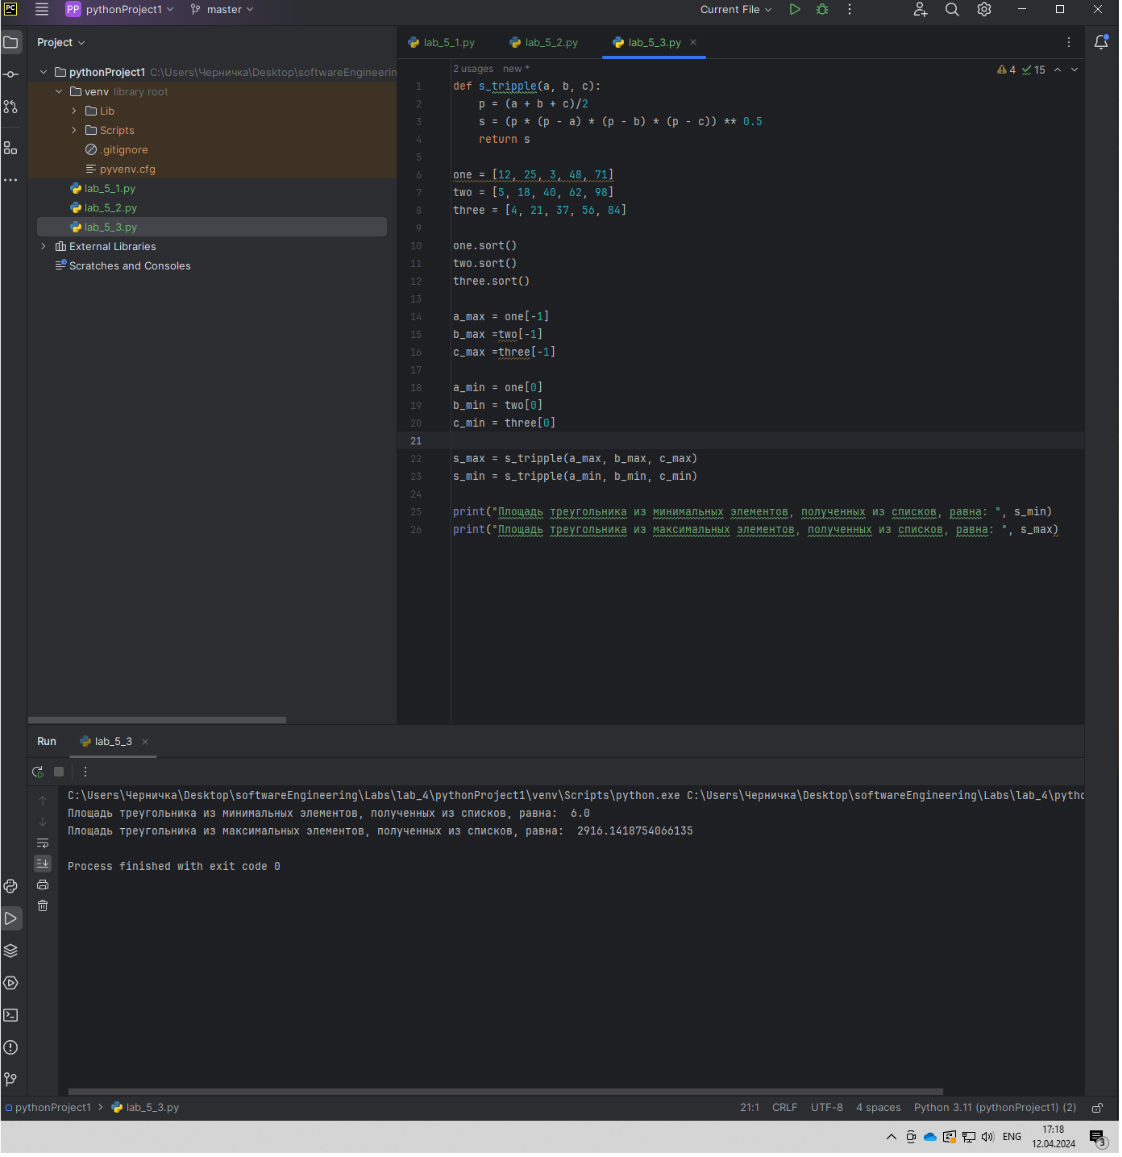 PC PP pythonProject1 master Current File
Project
lab_5_1.py lab_5_2.py lab_5_3.py
pythonProject1 C:\Users\Черничка\Desktop\softwareEngineerin
venv library root
Lib
Scripts
.gitignore
pyvenv.cfg
lab_5_1.py
lab_5_2.py
lab_5_3.py
External Libraries
Scratches and Consoles
2 usages new *
4 15
1 def s_tripple(a, b, c):
2 p = (a + b + c)/2
3 s = (p * (p - a) * (p - b) * (p - c)) ** 0.5
4 return s
5
6 one = [12, 25, 3, 48, 71]
7 two = [5, 18, 40, 62, 98]
8 three = [4, 21, 37, 56, 84]
9
10 one.sort()
11 two.sort()
12 three.sort()
13
14 a_max = one[-1]
15 b_max =two[-1]
16 c_max =three[-1]
17
18 a_min = one[0]
19 b_min = two[0]
20 c_min = three[0]
21
22 s_max = s_tripple(a_max, b_max, c_max)
23 s_min = s_tripple(a_min, b_min, c_min)
24
25 print("Площадь треугольника из минимальных элементов, полученных из списков, равна: ", s_min)
26 print("Площадь треугольника из максимальных элементов, полученных из списков, равна: ", s_max)
Run lab_5_3
C:\Users\Черничка\Desktop\softwareEngineering\Labs\lab_4\pythonProject1\venv\Scripts\python.exe C:\Users\Черничка\Desktop\softwareEngineering\Labs\lab_4\pythc
Площадь треугольника из минимальных элементов, полученных из списков, равна:  6.0
Площадь треугольника из максимальных элементов, полученных из списков, равна:  2916.1418754066135
Process finished with exit code 0
pythonProject1 lab_5_3.py 21:1 CRLF UTF-8 4 spaces Python 3.11 (pythonProject1) (2)
ENG 17:18
12.04.2024 3